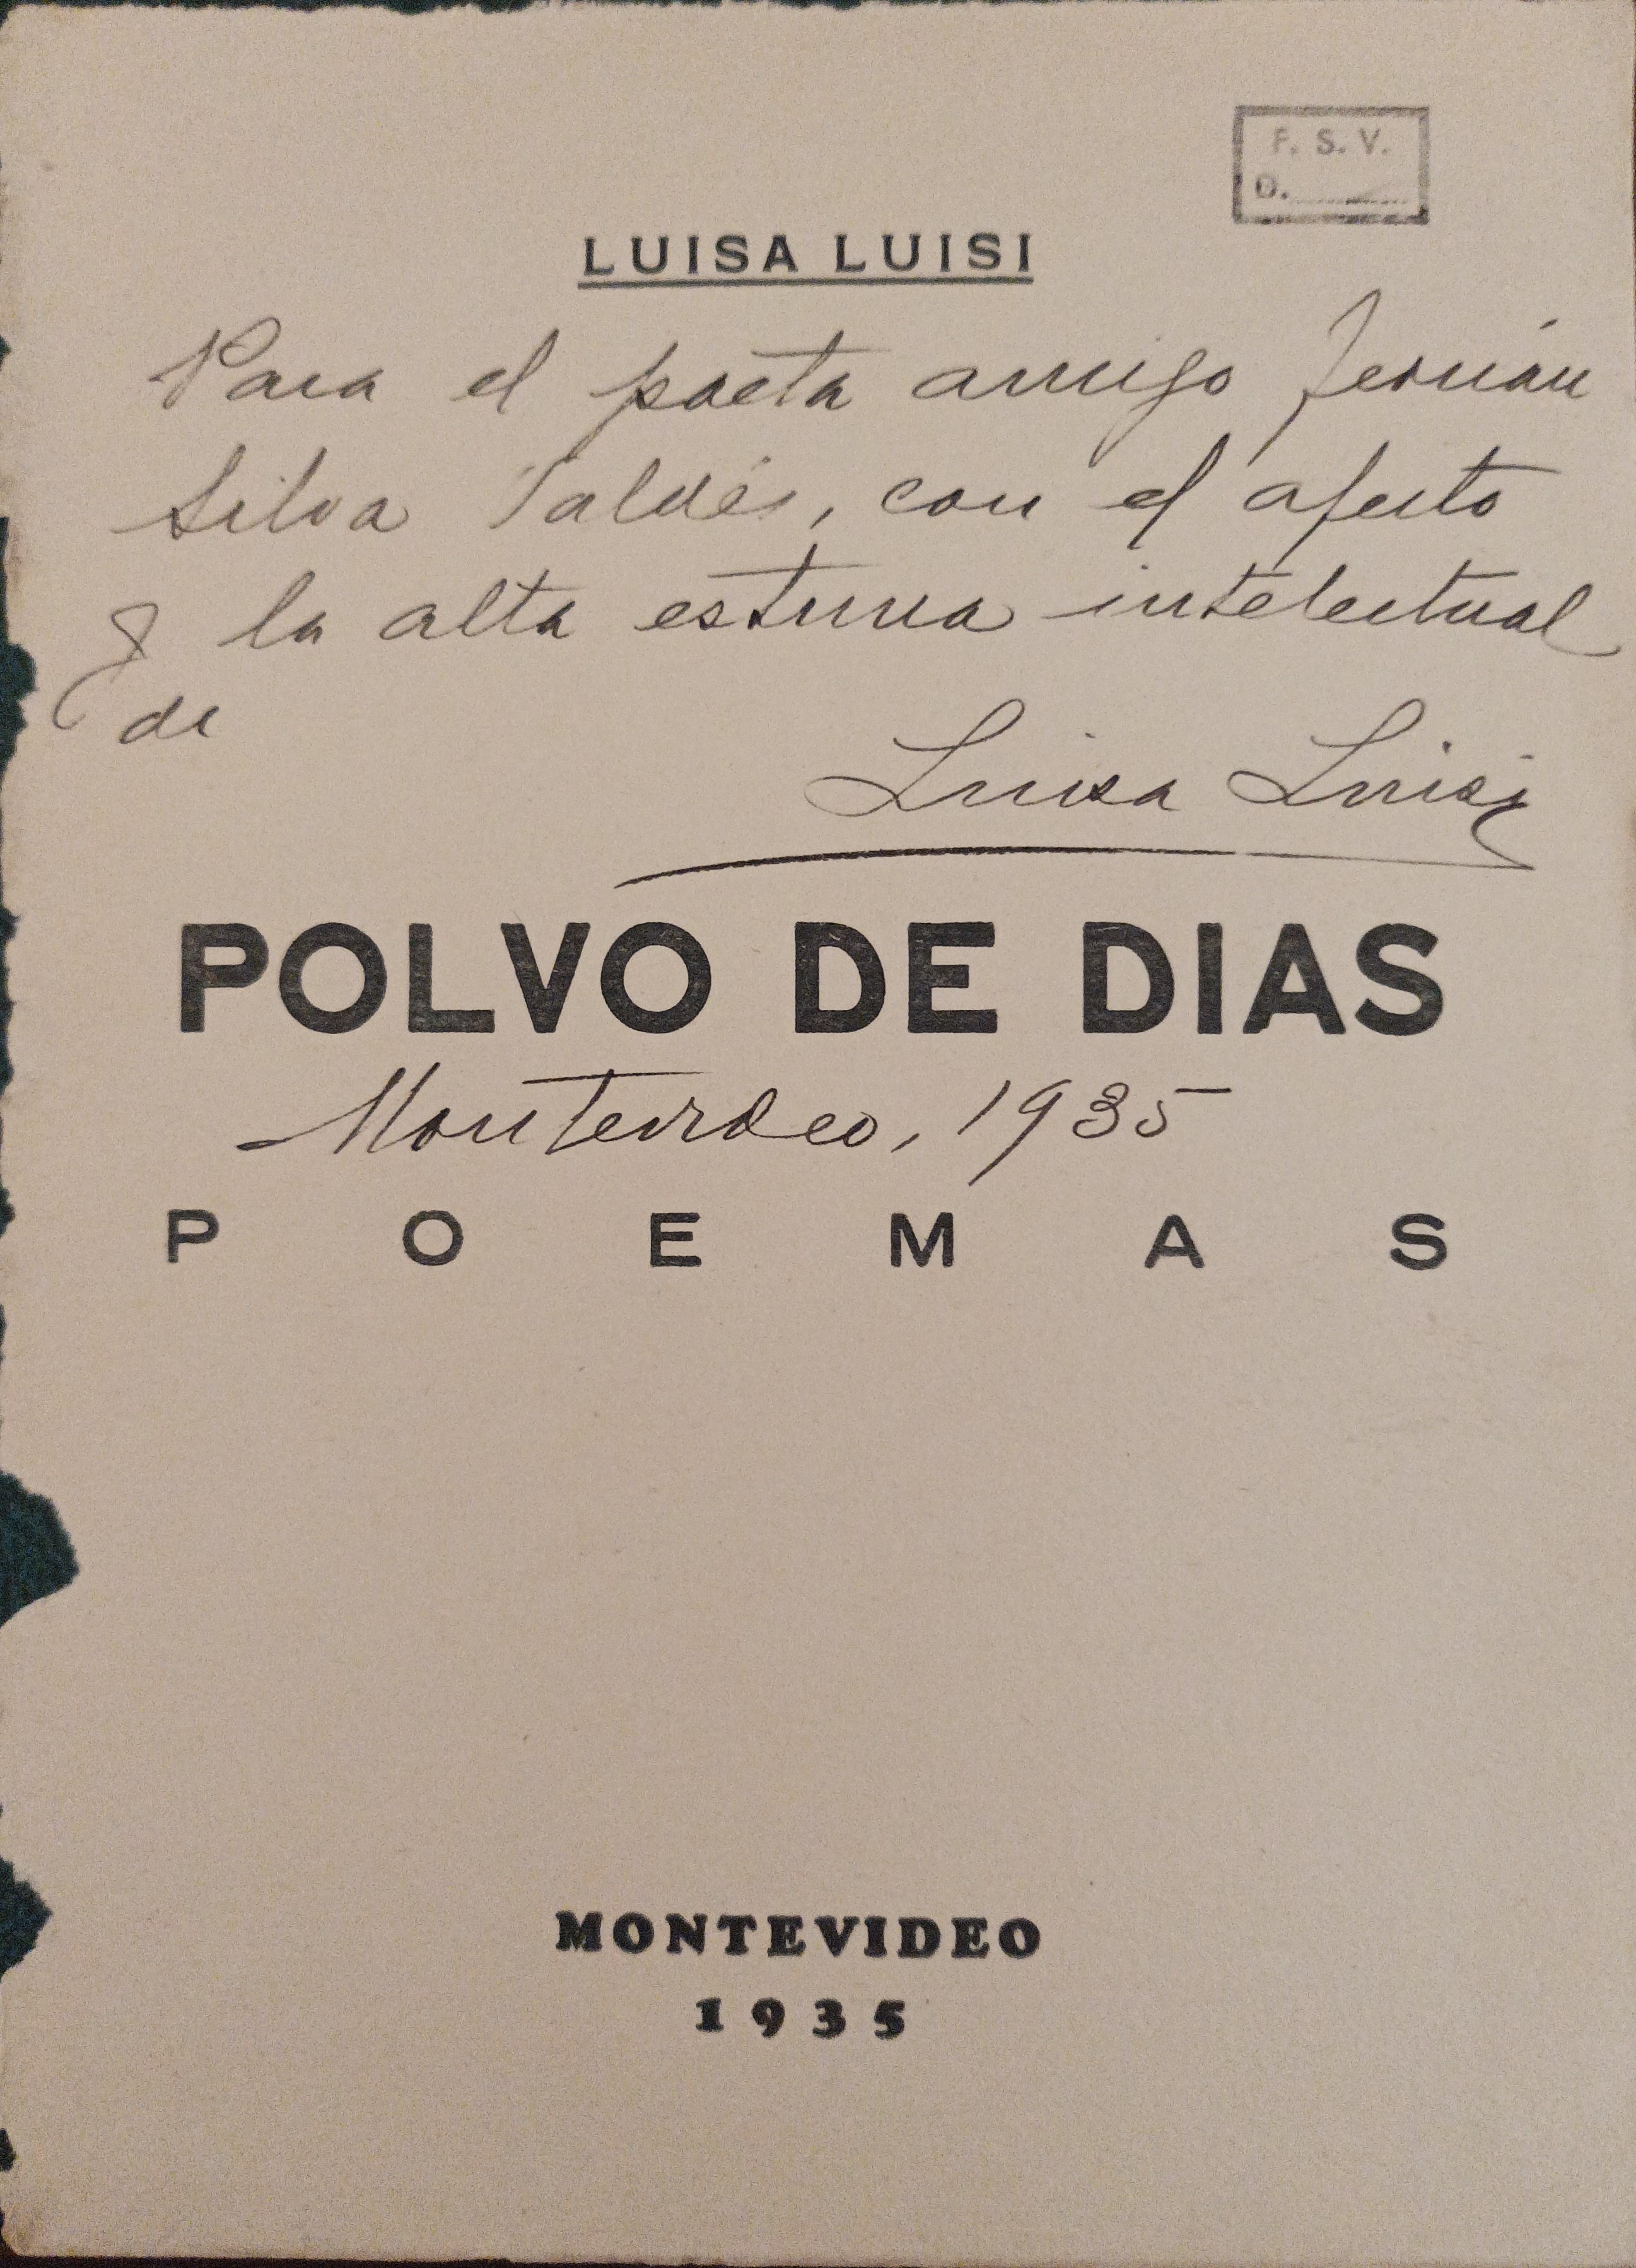 F. S. V.
D.
LUISA LUISI
Para el poeta amigo Fernán
Silva Valdés, con el afecto
y la alta estima intelectual
de
Luisa Luisi
POLVO DE DIAS
Montevideo, 1935
POEMAS
MONTEVIDEO
1935